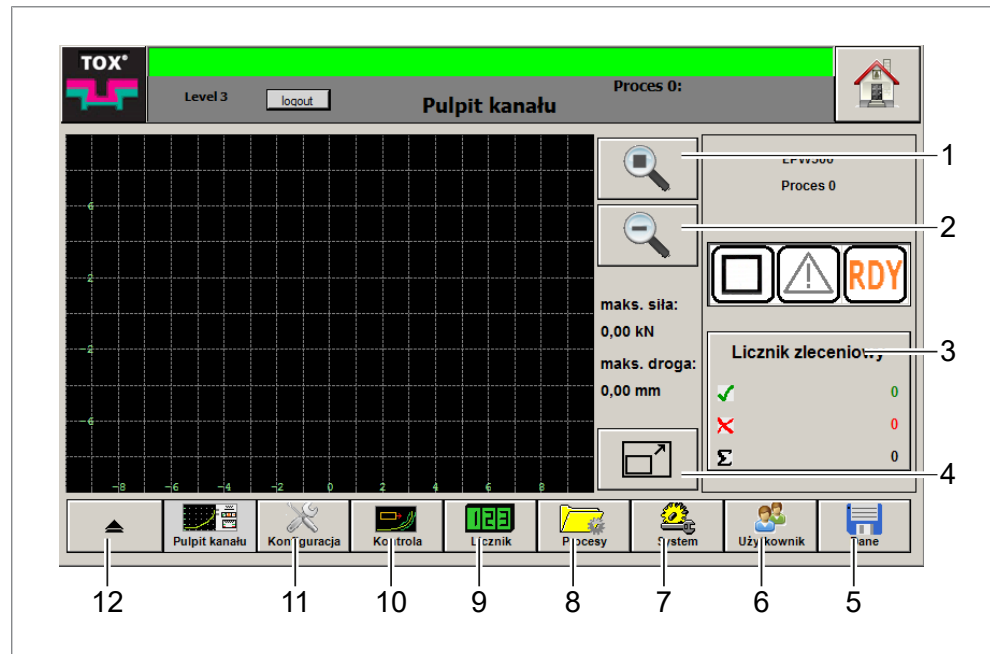 TOX®
Level 3
logout
Pulpit kanału
Proces 0:
6
2
-2
-6
-8 -6 -4 -2 0 2 4 6 8
maks. siła:
0,00 kN
maks. droga:
0,00 mm
Proces 0
RDY
Licznik zleceniowy
0
0
Σ 0
Pulpit kanału
Konfiguracja
Kontrola
123
Licznik
Procesy
System
Użytkownik
Dane
1
2
3
4
12 11 10 9 8 7 6 5